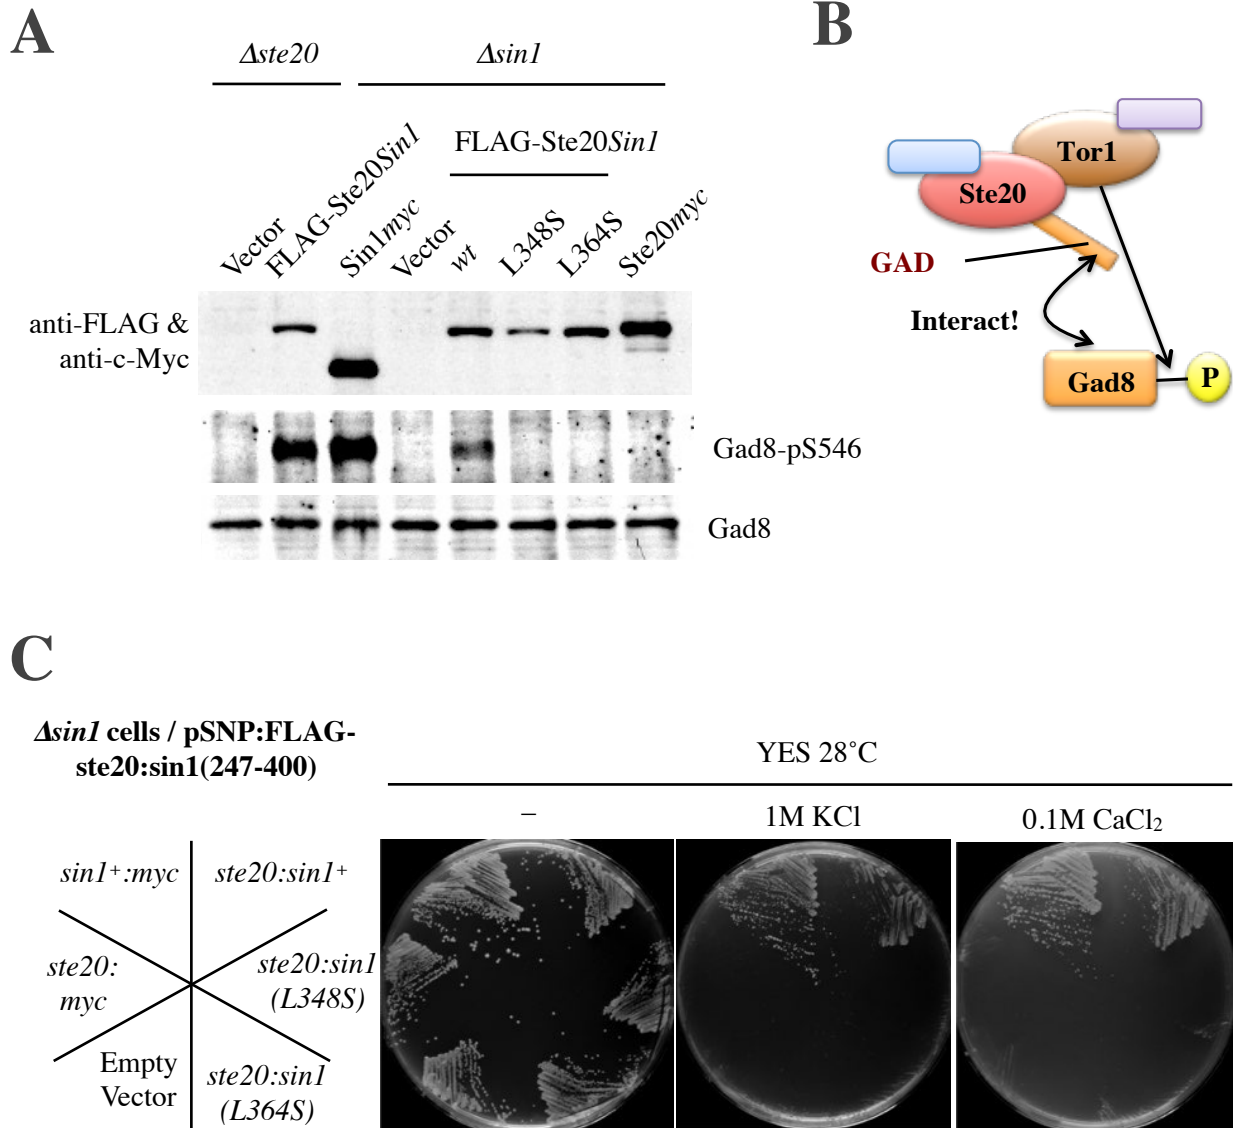 A
Δste20
Δsin1
FLAG-Ste20Sin1
Vector
FLAG-Ste20Sin1
Sin1myc
Vector
wt
L348S
L364S
Ste20myc
anti-FLAG &
anti-c-Myc
Gad8-pS546
Gad8
B
Tor1
Ste20
GAD
Interact!
Gad8
P
C
Δsin1 cells / pSNP:FLAG-
ste20:sin1(247-400)
YES 28˚C
–
1M KCl
0.1M CaCl₂
sin1⁺:myc
ste20:sin1⁺
ste20:
myc
ste20:sin1
(L348S)
Empty
Vector
ste20:sin1
(L364S)